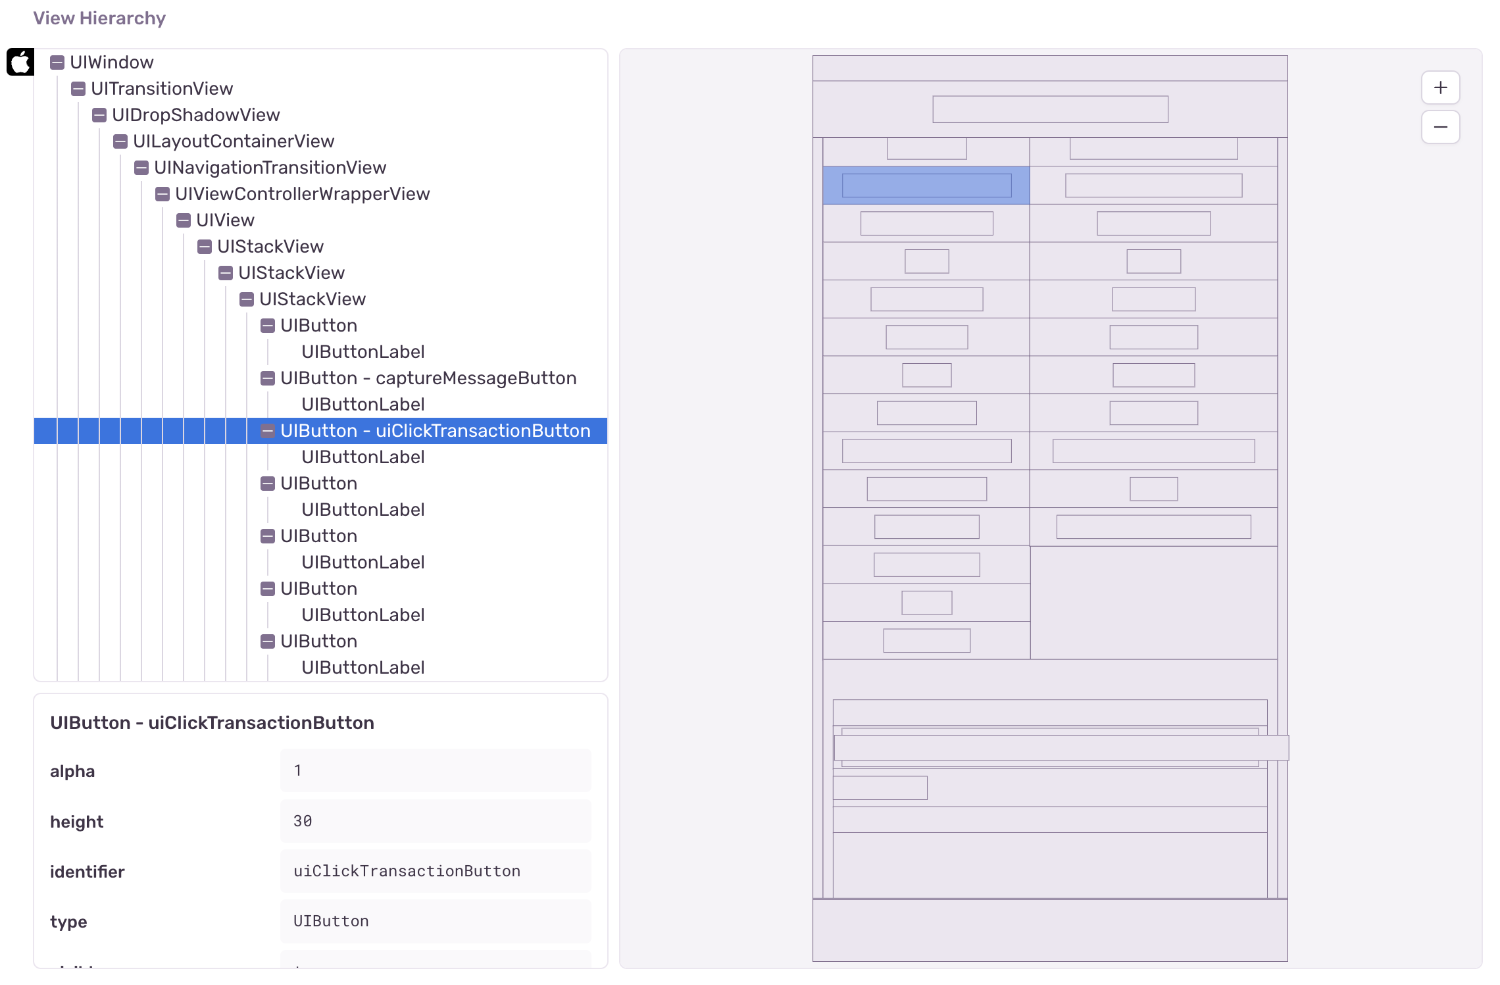 View Hierarchy
UIWindow
UITransitionView
UIDropShadowView
UILayoutContainerView
UINavigationTransitionView
UIViewControllerWrapperView
UIView
UIStackView
UIStackView
UIStackView
UIButton
UIButtonLabel
UIButton - captureMessageButton
UIButtonLabel
UIButton - uiClickTransactionButton
UIButtonLabel
UIButton
UIButtonLabel
UIButton
UIButtonLabel
UIButton
UIButtonLabel
UIButton
UIButtonLabel
UIButton - uiClickTransactionButton
alpha 1
height 30
identifier uiClickTransactionButton
type UIButton
+
−